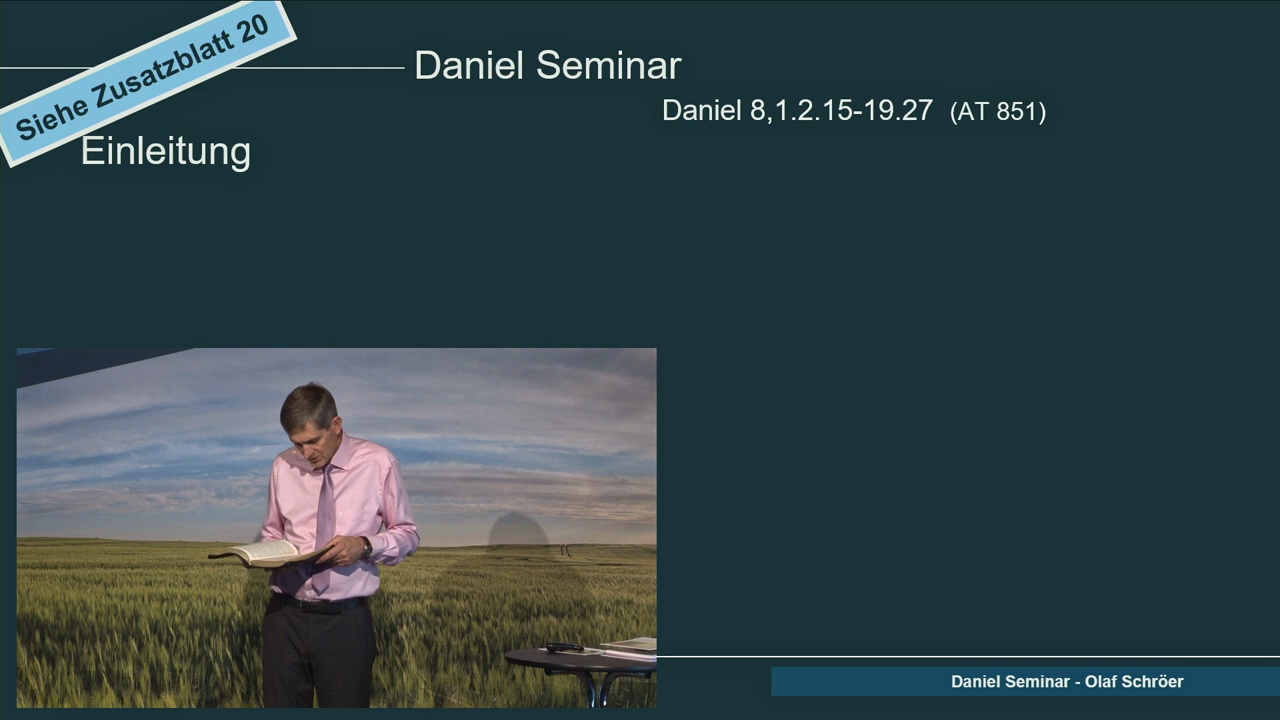 Siehe Zusatzblatt 20
Daniel Seminar
Daniel 8,1.2.15-19.27 (AT 851)
Einleitung
Daniel Seminar - Olaf Schröer